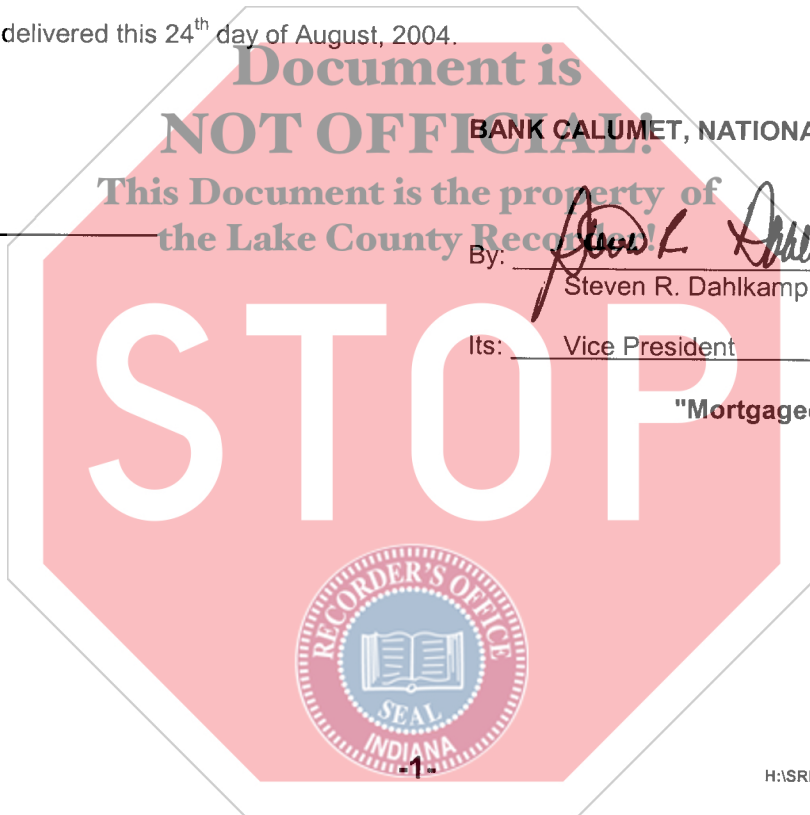 delivered this 24th day of August, 2004.
Document is
NOT OFFICIAL!
BANK CALUMET, NATIONA
This Document is the property of
the Lake County Recorder!
By:
Steven R. Dahlkamp
Its: Vice President
"Mortgagee
STOP
RECORDER'S OFFICE
SEAL
INDIANA
-1-
H:\SR